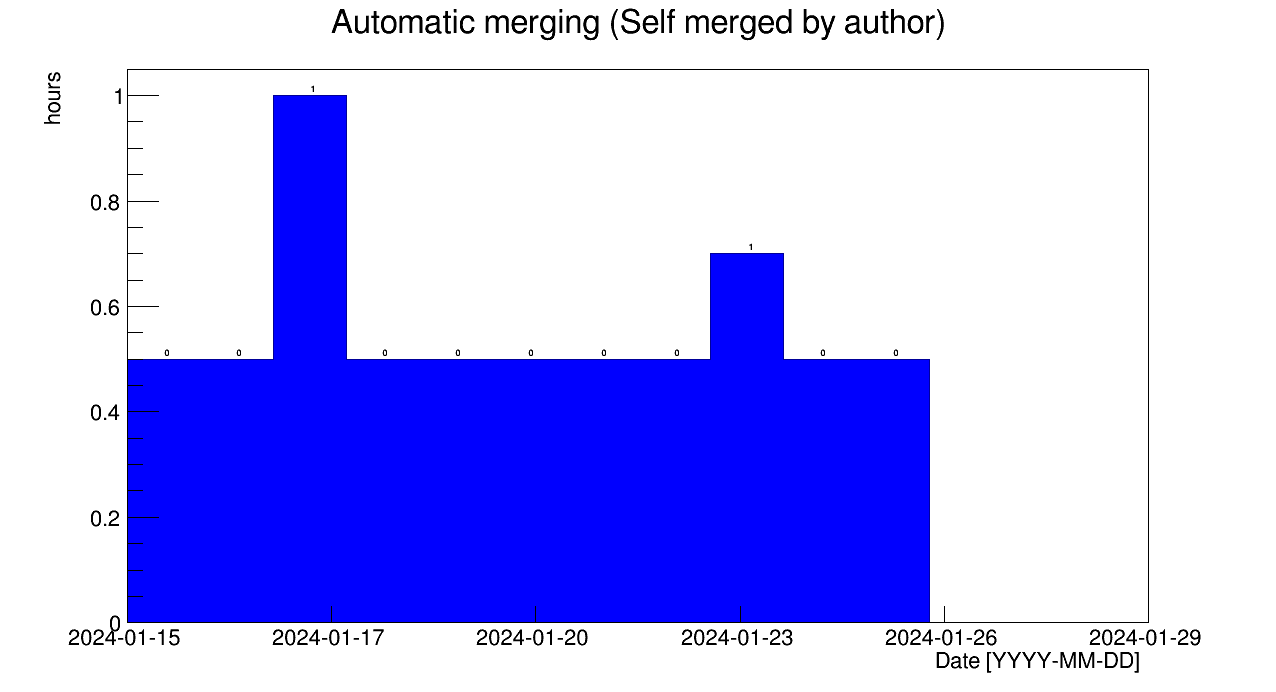 Automatic merging (Self merged by author)
hours
1
0.8
0.6
0.4
0.2
0
0 0 1 0 0 0 0 0 1 0 0
2024-01-15 2024-01-17 2024-01-20 2024-01-23 2024-01-26 2024-01-29
Date [YYYY-MM-DD]